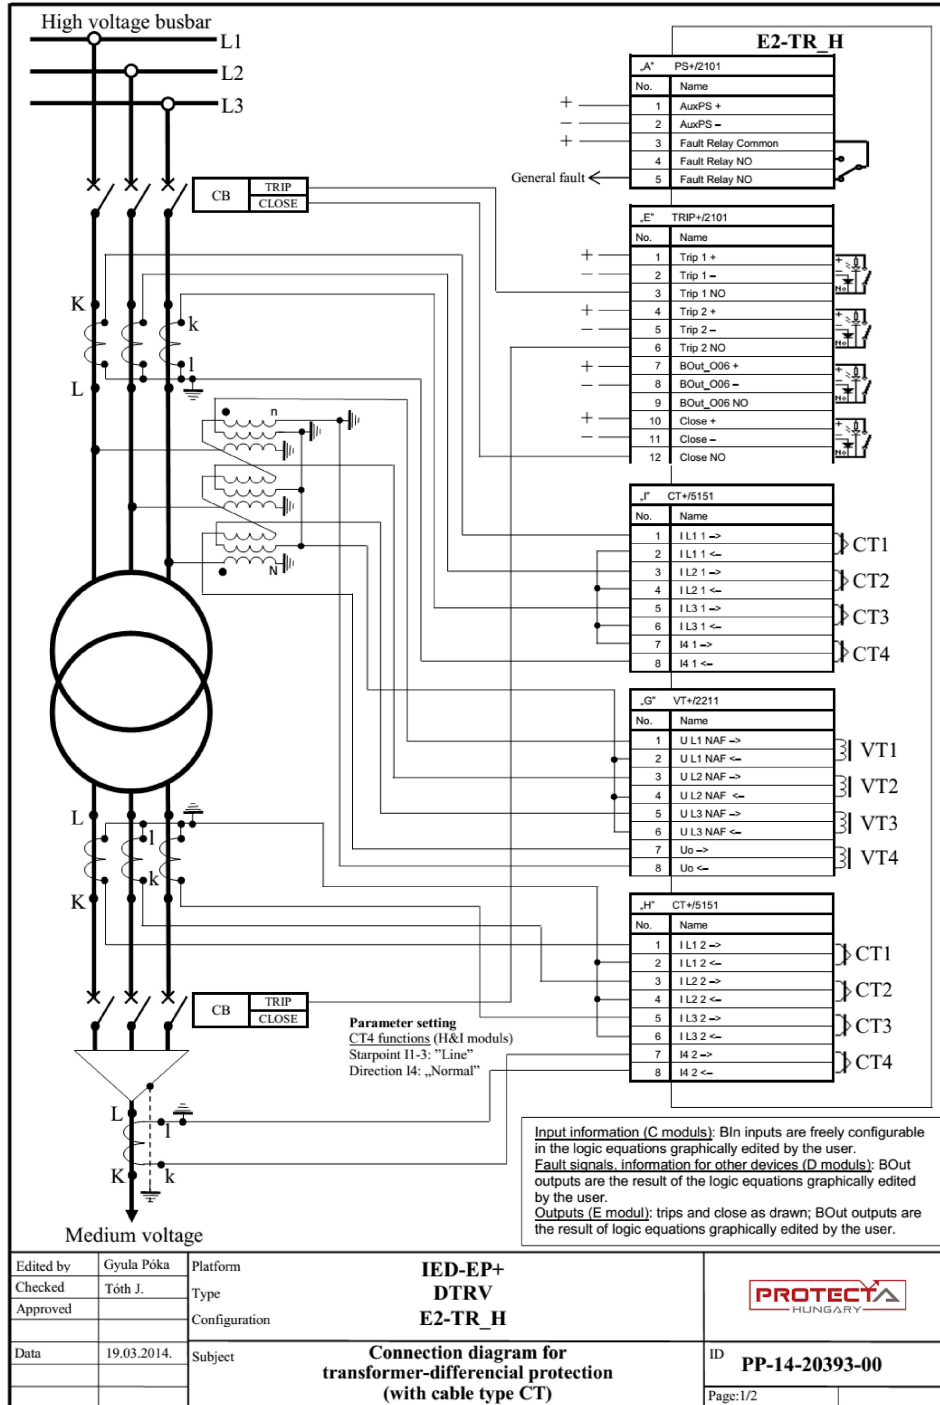 High voltage busbar
L1
L2
L3
E2-TR_H
„A" PS+/2101
No. Name
1 AuxPS +
2 AuxPS –
3 Fault Relay Common
4 Fault Relay NO
5 Fault Relay NO
+
–
+
General fault
CB TRIP
CLOSE
„E" TRIP+/2101
No. Name
1 Trip 1 +
2 Trip 1 –
3 Trip 1 NO
4 Trip 2 +
5 Trip 2 –
6 Trip 2 NO
7 BOut_O06 +
8 BOut_O06 –
9 BOut_O06 NO
10 Close +
11 Close –
12 Close NO
+
–
+
–
+
–
+
–
K
k
l
L
n
N
„I" CT+/5151
No. Name
1 I L1 1 –>
2 I L1 1 <–
3 I L2 1 –>
4 I L2 1 <–
5 I L3 1 –>
6 I L3 1 <–
7 I4 1 –>
8 I4 1 <–
CT1
CT2
CT3
CT4
„G" VT+/2211
No. Name
1 U L1 NAF –>
2 U L1 NAF <–
3 U L2 NAF –>
4 U L2 NAF <–
5 U L3 NAF –>
6 U L3 NAF <–
7 Uo –>
8 Uo <–
VT1
VT2
VT3
VT4
L
l
k
K
„H" CT+/5151
No. Name
1 I L1 2 –>
2 I L1 2 <–
3 I L2 2 –>
4 I L2 2 <–
5 I L3 2 –>
6 I L3 2 <–
7 I4 2 –>
8 I4 2 <–
CT1
CT2
CT3
CT4
CB TRIP
CLOSE
Parameter setting
CT4 functions (H&I moduls)
Starpoint I1-3: "Line"
Direction I4: „Normal"
L
l
K
k
Medium voltage
Input information (C moduls): BIn inputs are freely configurable
in the logic equations graphically edited by the user.
Fault signals, information for other devices (D moduls): BOut
outputs are the result of the logic equations graphically edited
by the user.
Outputs (E modul): trips and close as drawn; BOut outputs are
the result of logic equations graphically edited by the user.
Edited by Gyula Póka
Checked Tóth J.
Approved
Data 19.03.2014.
Platform IED-EP+
Type DTRV
Configuration E2-TR_H
Subject Connection diagram for
transformer-differencial protection
(with cable type CT)
PROTECTA
HUNGARY
ID PP-14-20393-00
Page:1/2